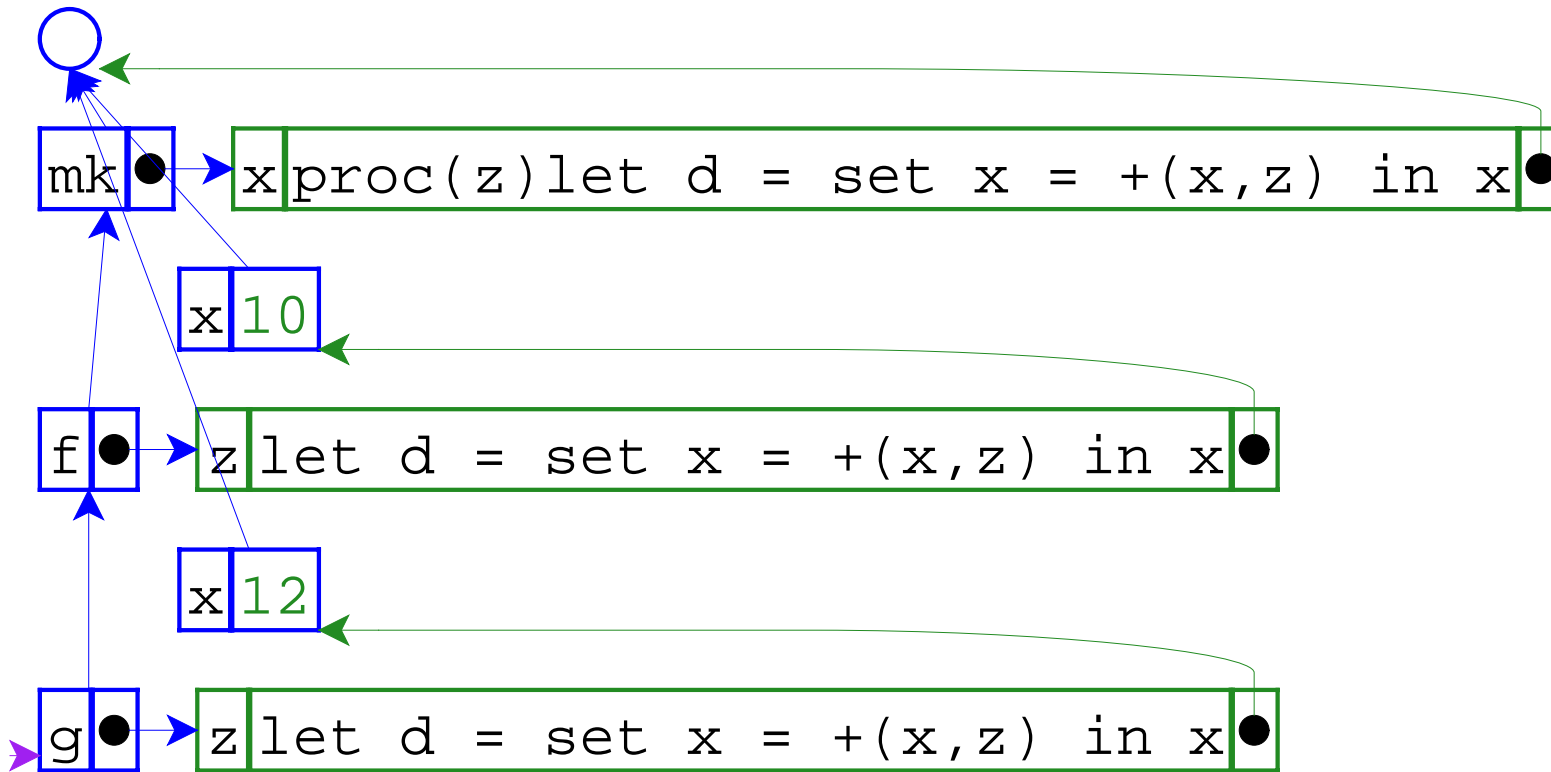 mk x proc(z)let d = set x = +(x,z) in x
x 10
f z let d = set x = +(x,z) in x
x 12
g z let d = set x = +(x,z) in x